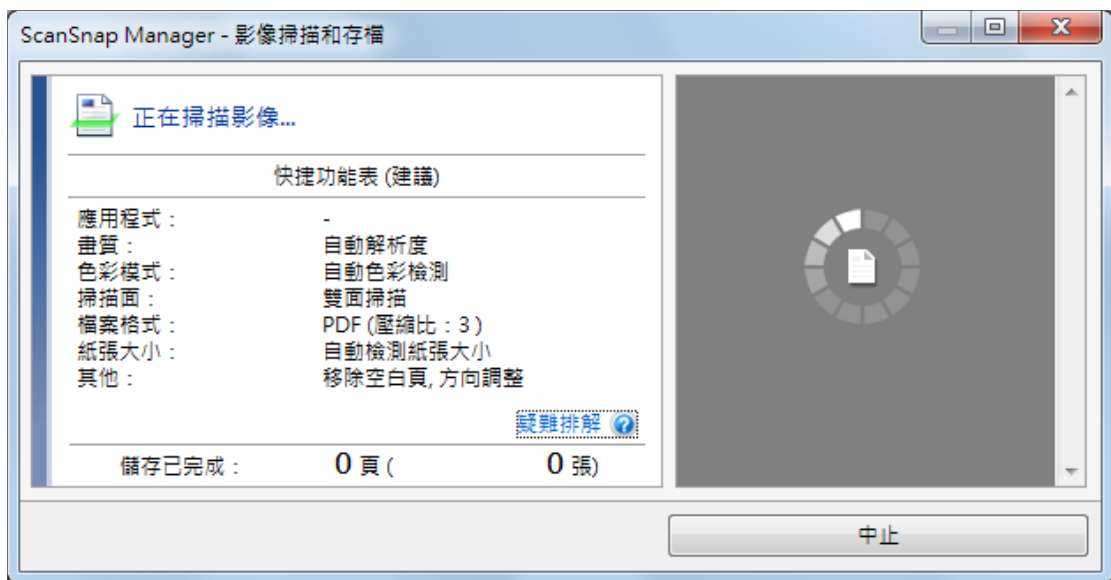 ScanSnap Manager - 影像掃描和存檔
正在掃描影像...
快捷功能表 (建議)
應用程式： -
畫質： 自動解析度
色彩模式： 自動色彩檢測
掃描面： 雙面掃描
檔案格式： PDF (壓縮比：3 )
紙張大小： 自動檢測紙張大小
其他： 移除空白頁, 方向調整
疑難排解 ?
儲存已完成： 0 頁 ( 0 張)
中止